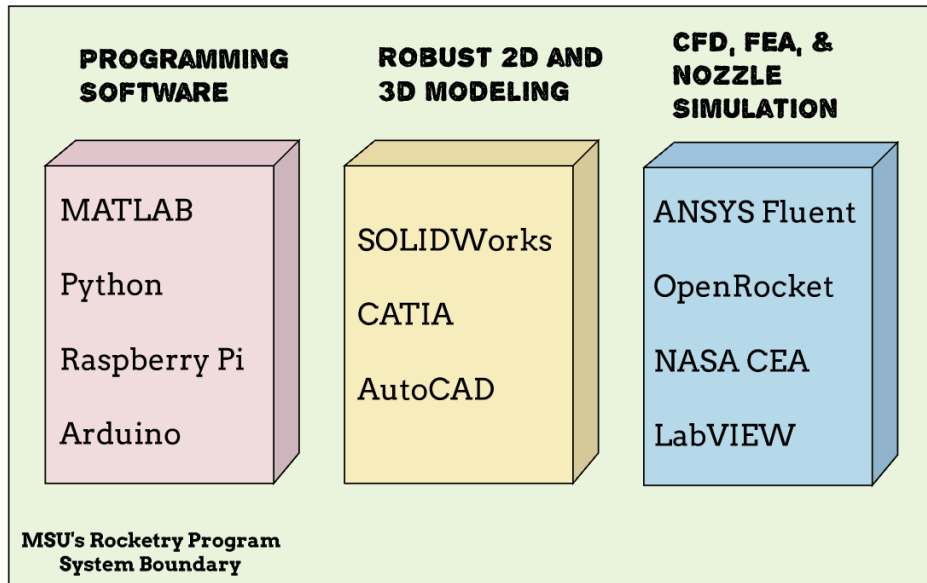 PROGRAMMING
SOFTWARE
MATLAB
Python
Raspberry Pi
Arduino
ROBUST 2D AND
3D MODELING
SOLIDWorks
CATIA
AutoCAD
CFD, FEA, &
NOZZLE
SIMULATION
ANSYS Fluent
OpenRocket
NASA CEA
LabVIEW
MSU's Rocketry Program
System Boundary